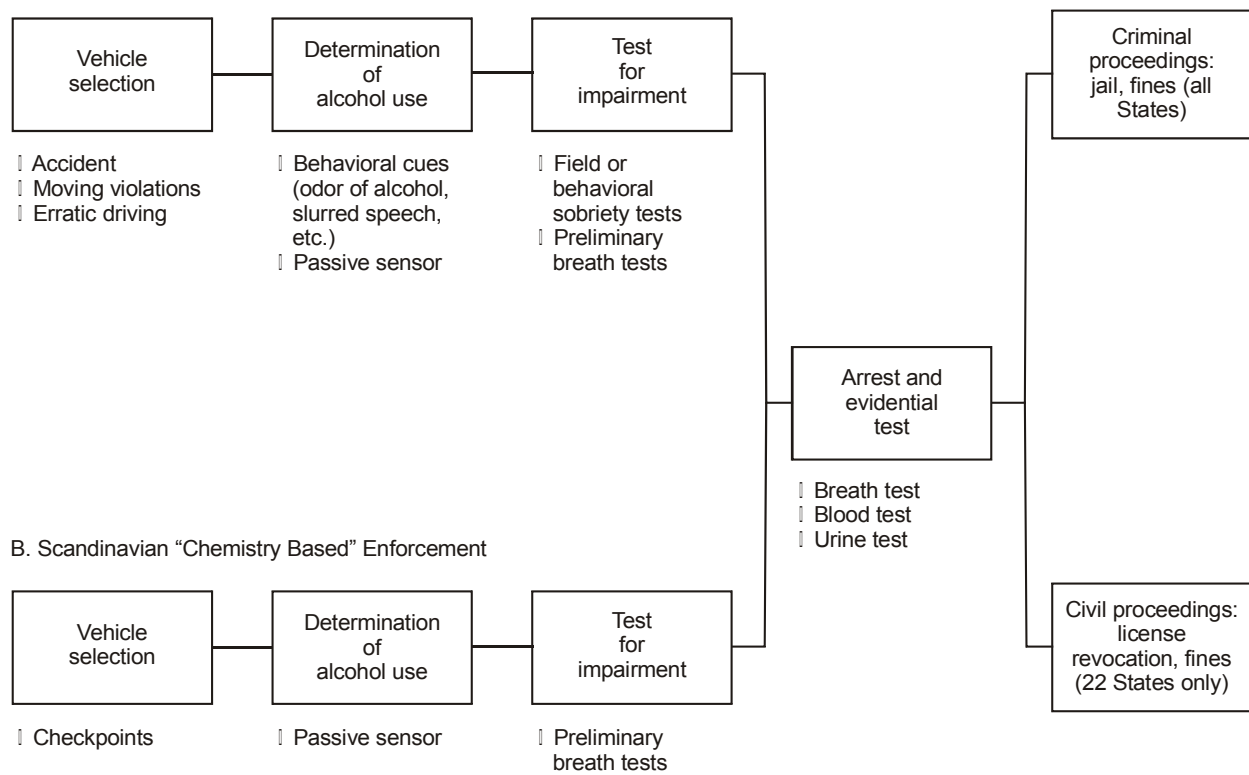 Vehicle
selection
Determination
of
alcohol use
Test
for
impairment
Criminal
proceedings:
jail, fines (all
States)
▯ Accident
▯ Moving violations
▯ Erratic driving
▯ Behavioral cues
(odor of alcohol,
slurred speech,
etc.)
▯ Passive sensor
▯ Field or
behavioral
sobriety tests
▯ Preliminary
breath tests
Arrest and
evidential
test
▯ Breath test
▯ Blood test
▯ Urine test
B. Scandinavian “Chemistry Based” Enforcement
Vehicle
selection
Determination
of
alcohol use
Test
for
impairment
Civil proceedings:
license
revocation, fines
(22 States only)
▯ Checkpoints
▯ Passive sensor
▯ Preliminary
breath tests